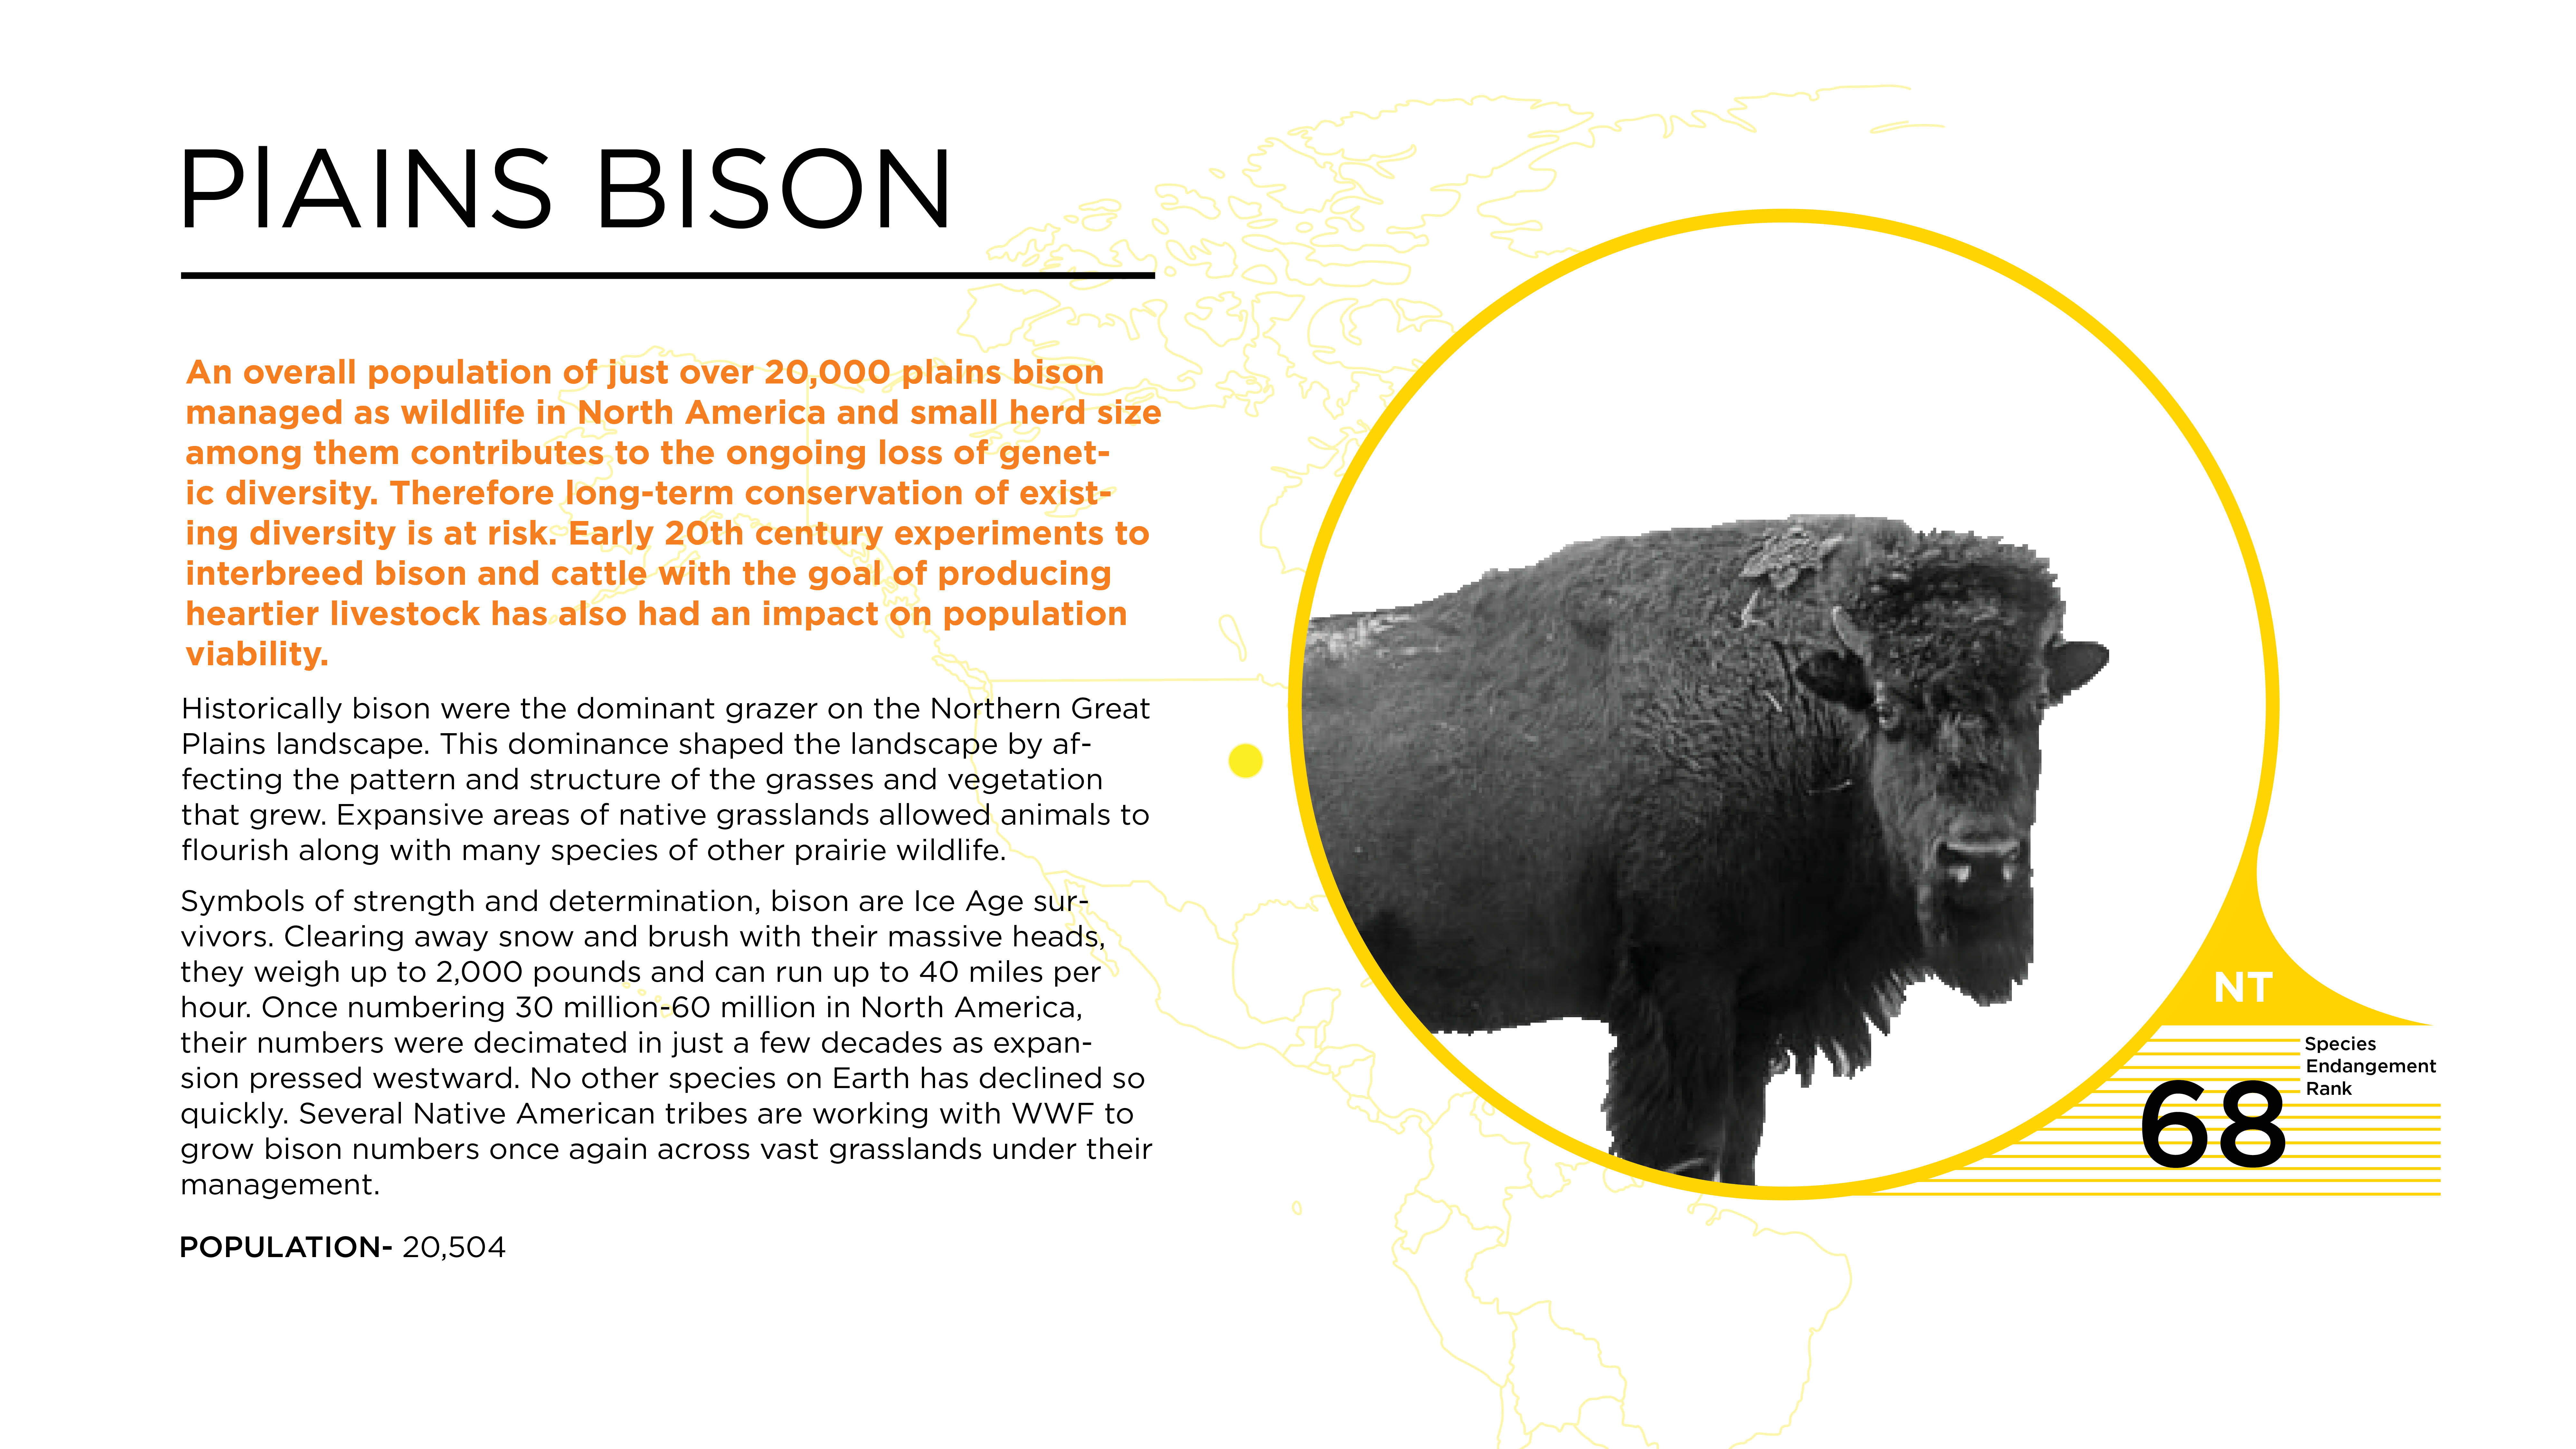 PlAINS BISON
An overall population of just over 20,000 plains bison
managed as wildlife in North America and small herd size
among them contributes to the ongoing loss of genet-
ic diversity. Therefore long-term conservation of exist-
ing diversity is at risk. Early 20th century experiments to
interbreed bison and cattle with the goal of producing
heartier livestock has also had an impact on population
viability.
Historically bison were the dominant grazer on the Northern Great
Plains landscape. This dominance shaped the landscape by af-
fecting the pattern and structure of the grasses and vegetation
that grew. Expansive areas of native grasslands allowed animals to
flourish along with many species of other prairie wildlife.
Symbols of strength and determination, bison are Ice Age sur-
vivors. Clearing away snow and brush with their massive heads,
they weigh up to 2,000 pounds and can run up to 40 miles per
hour. Once numbering 30 million-60 million in North America,
their numbers were decimated in just a few decades as expan-
sion pressed westward. No other species on Earth has declined so
quickly. Several Native American tribes are working with WWF to
grow bison numbers once again across vast grasslands under their
management.
POPULATION- 20,504
NT
Species
Endangement
Rank
68